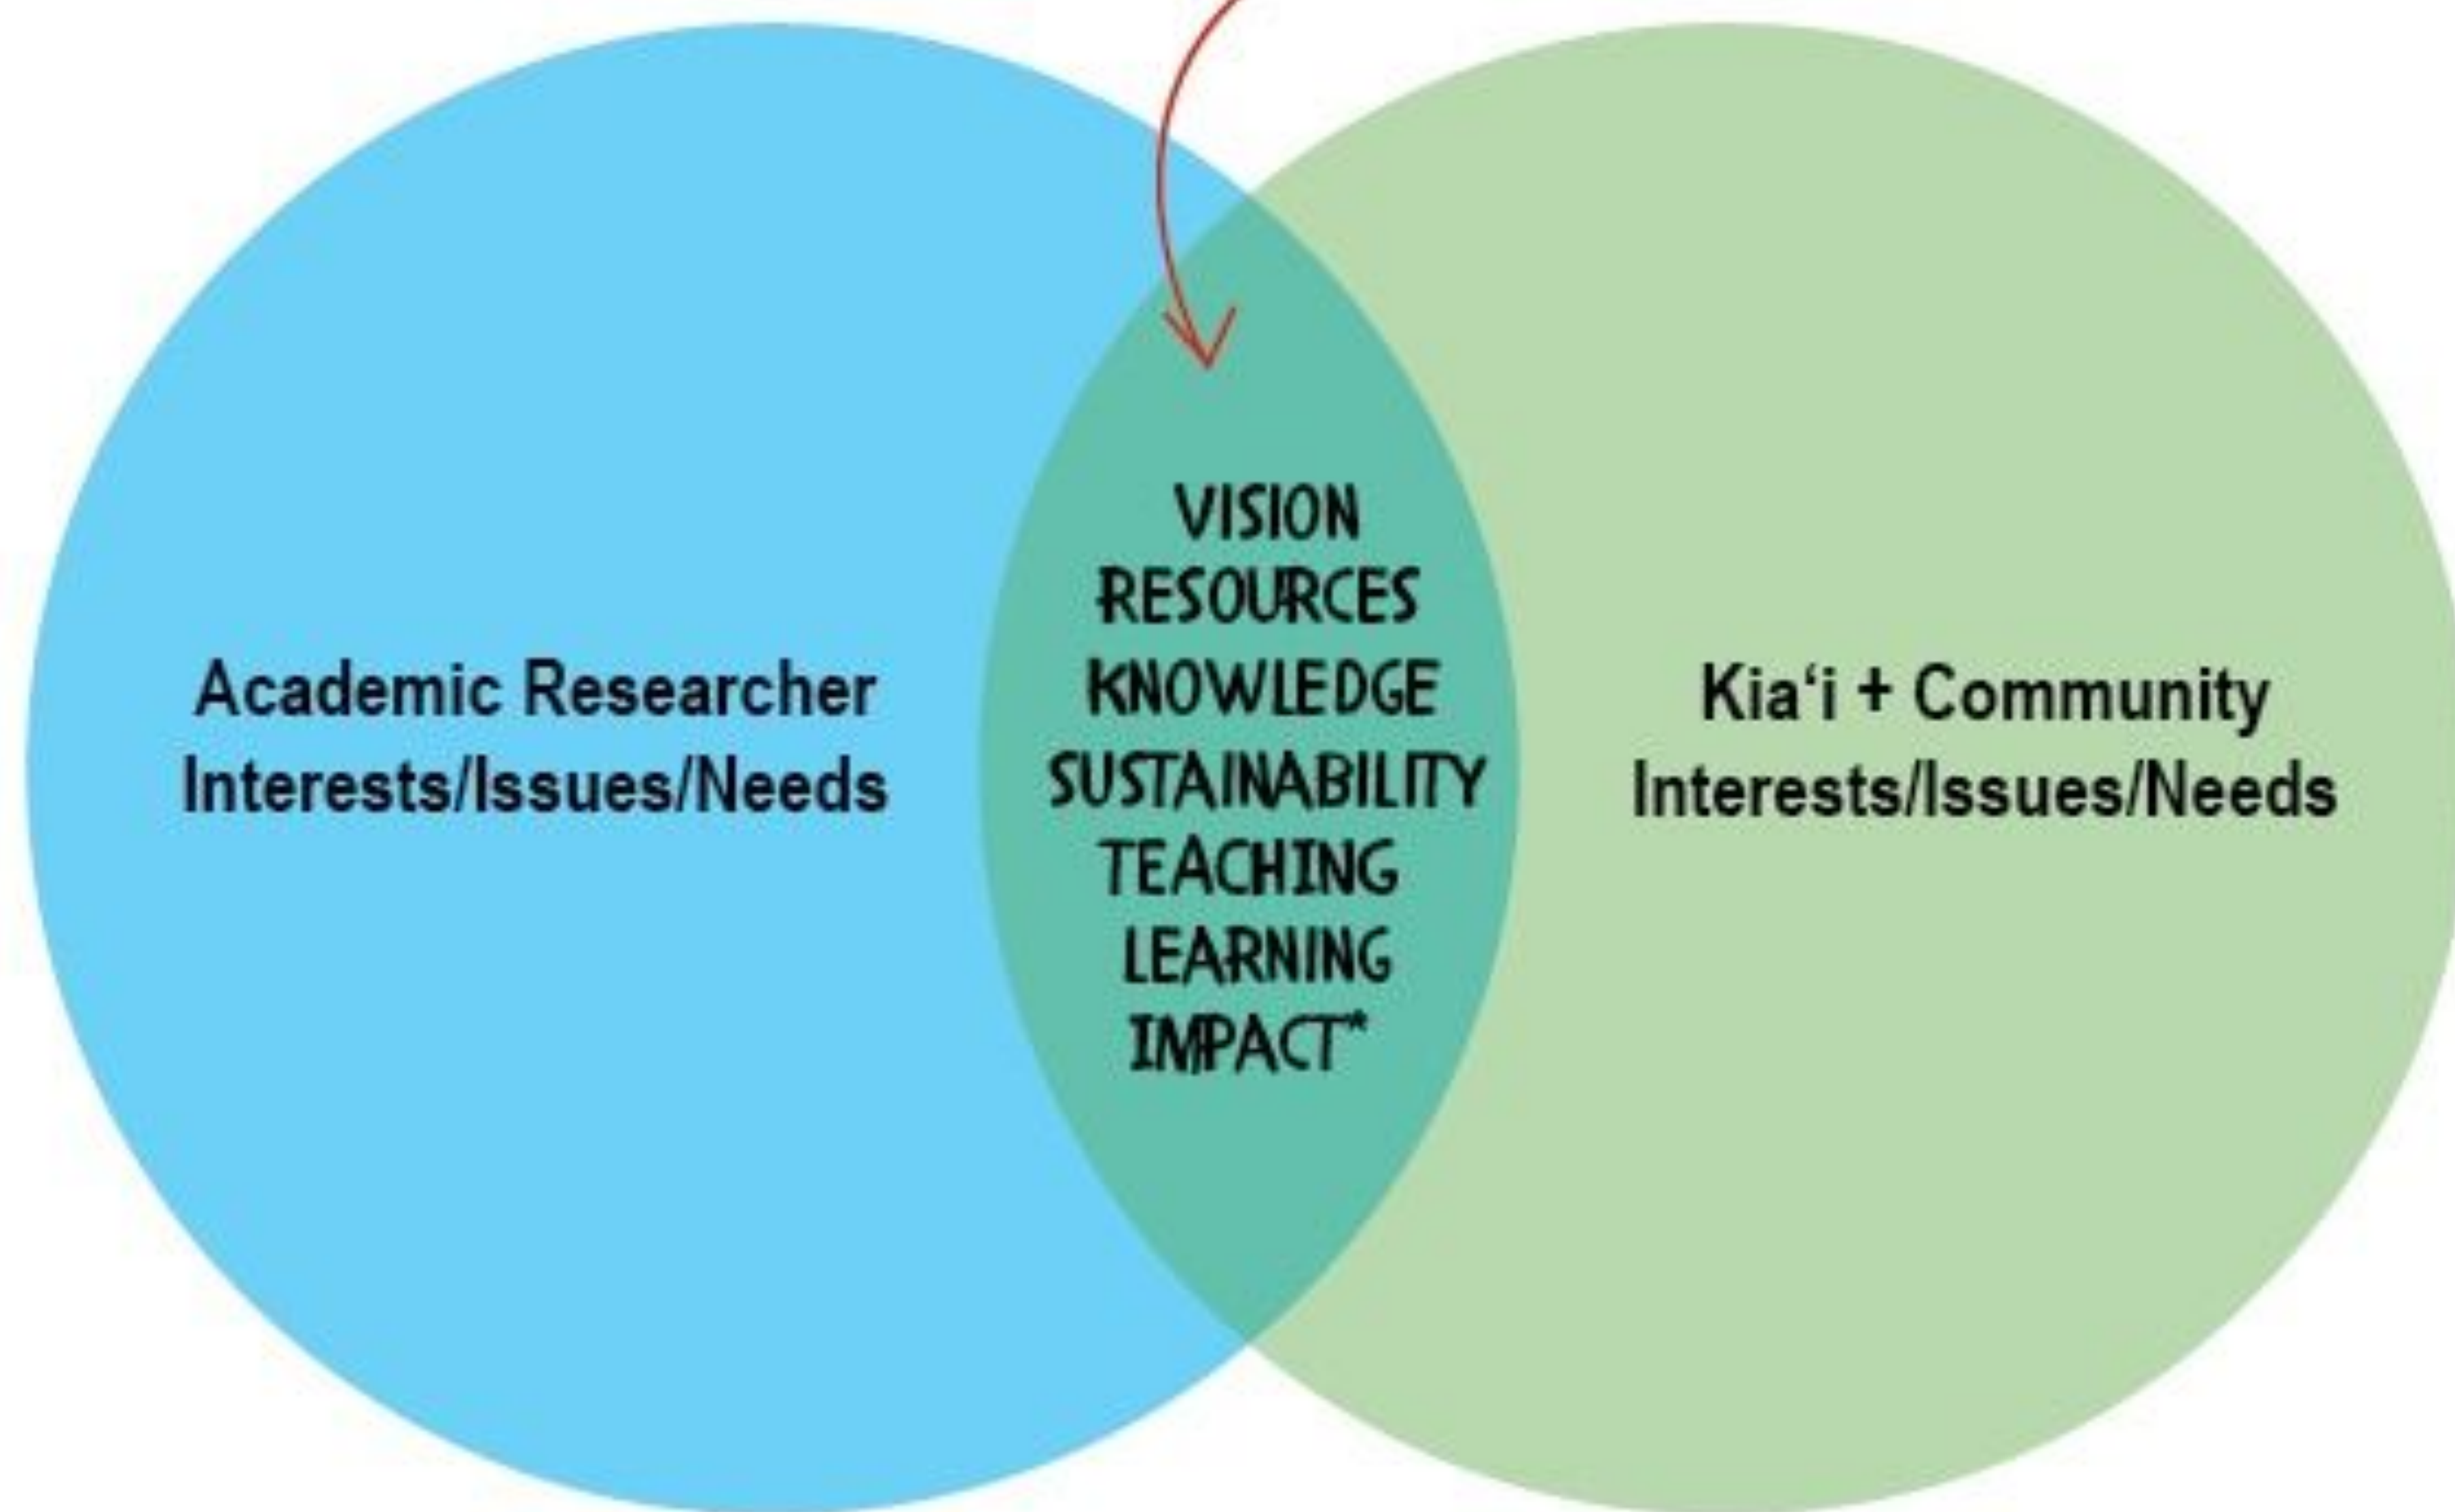 VISION
RESOURCES
KNOWLEDGE
SUSTAINABILITY
TEACHING
LEARNING
IMPACT*
Academic Researcher
Interests/Issues/Needs
Kia‘i + Community
Interests/Issues/Needs